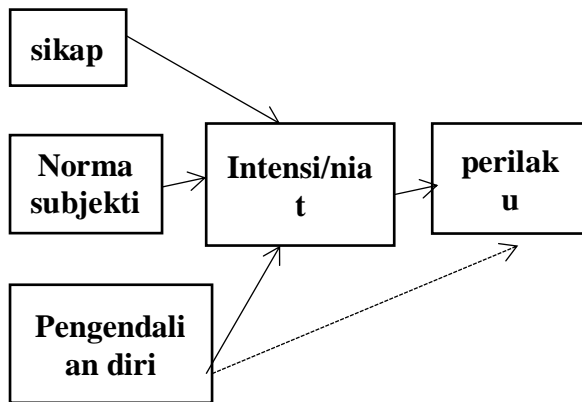 sikap
Norma
subjekti
Intensi/nia
t
perilak
u
Pengendali
an diri